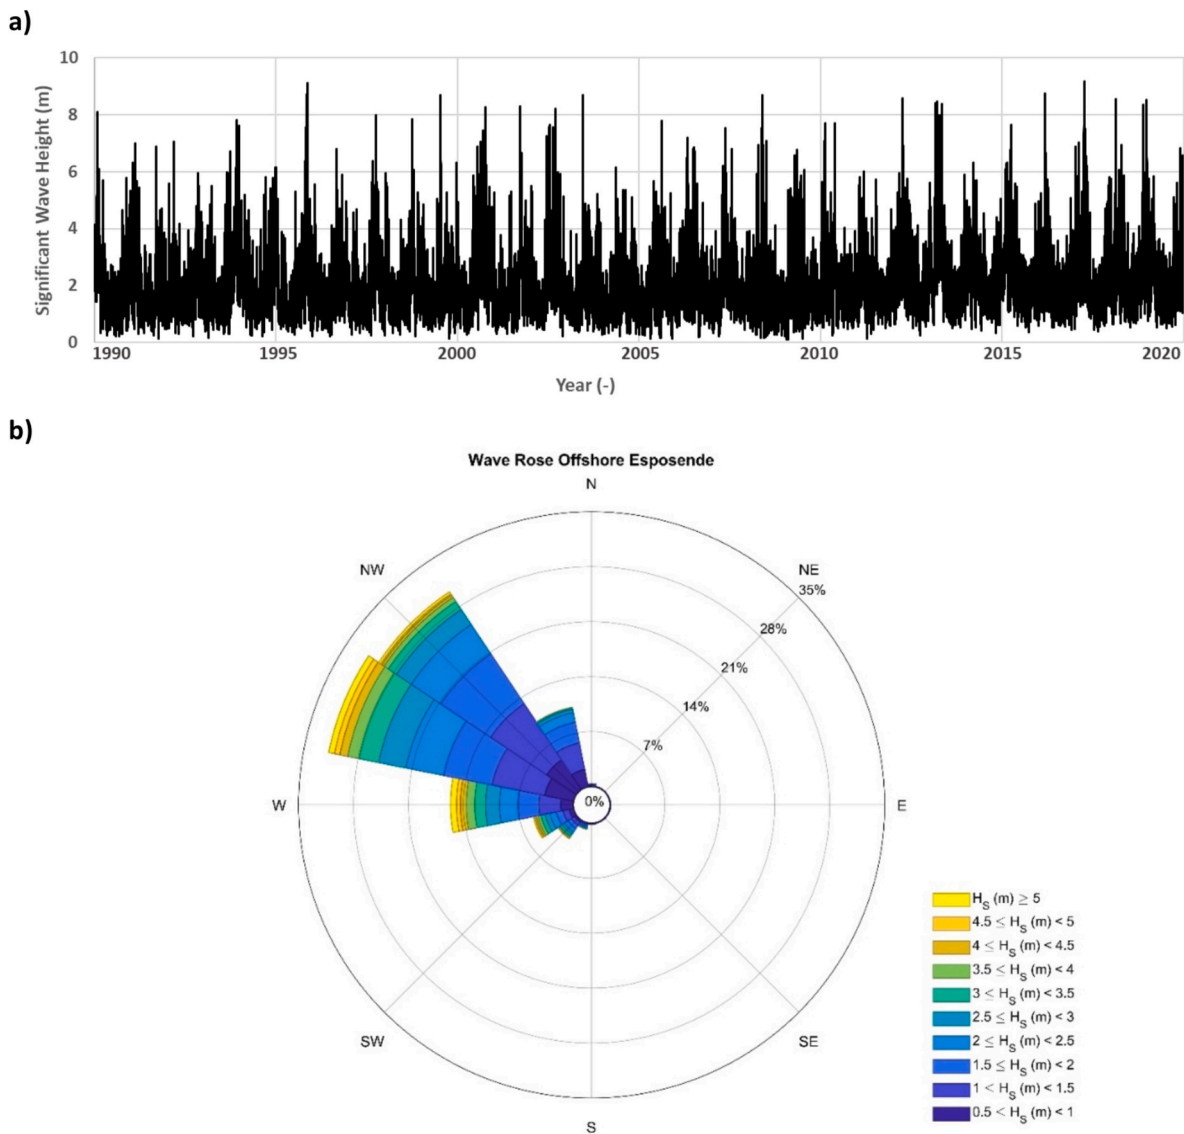 a)
10
8
6
4
2
0
Significant Wave Height (m)
1990 1995 2000 2005 2010 2015 2020
Year (-)
b)
Wave Rose Offshore Esposende
N
NW
NE
35%
28%
21%
14%
7%
W
0%
E
SW
SE
S
H_S (m) ≥ 5
4.5 ≤ H_S (m) < 5
4 ≤ H_S (m) < 4.5
3.5 ≤ H_S (m) < 4
3 < H_S (m) < 3.5
2.5 ≤ H_S (m) < 3
2 ≤ H_S (m) < 2.5
1.5 ≤ H_S (m) < 2
1 < H_S (m) < 1.5
0.5 < H_S (m) < 1